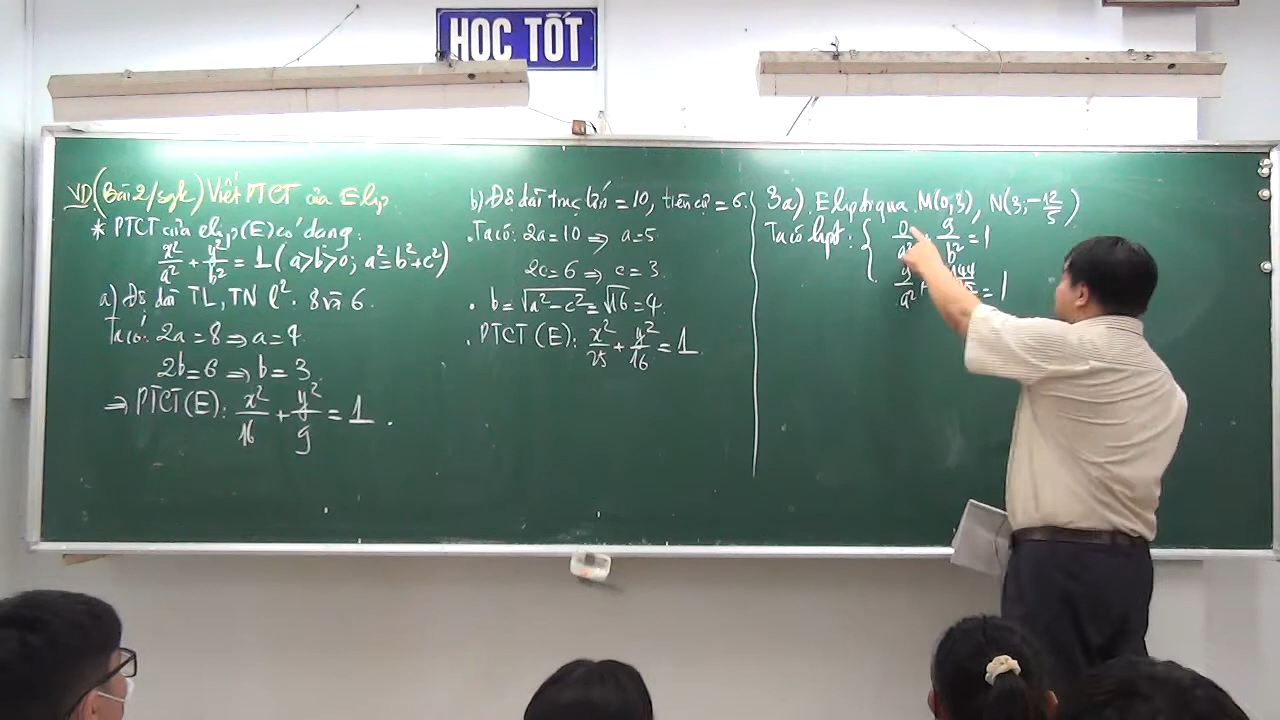 HỌC TỐT
VD (Bài 2/sgk) Viết PTCT của Elip
* PTCT của elip (E) có dạng:
x²/a² + y²/b² = 1 (a>b>0; a²=b²+c²)
a) Độ dài TL, TN lℓ²: 8 và 6.
Ta có: 2a = 8 => a = 4
2b = 6 => b = 3
=> PTCT (E): x²/16 + y²/9 = 1.
b) Độ dài trục lớn = 10, tiêu cự = 6.
. Ta có: 2a = 10 => a = 5
2c = 6 => c = 3.
. b = √(a² - c²) = √16 = 4.
. PTCT (E): x²/25 + y²/16 = 1
3a). Elip đi qua M(0,3), N(3; -12/5)
Ta có hpt: { 0/a² + 9/b² = 1
9/a² + = 1